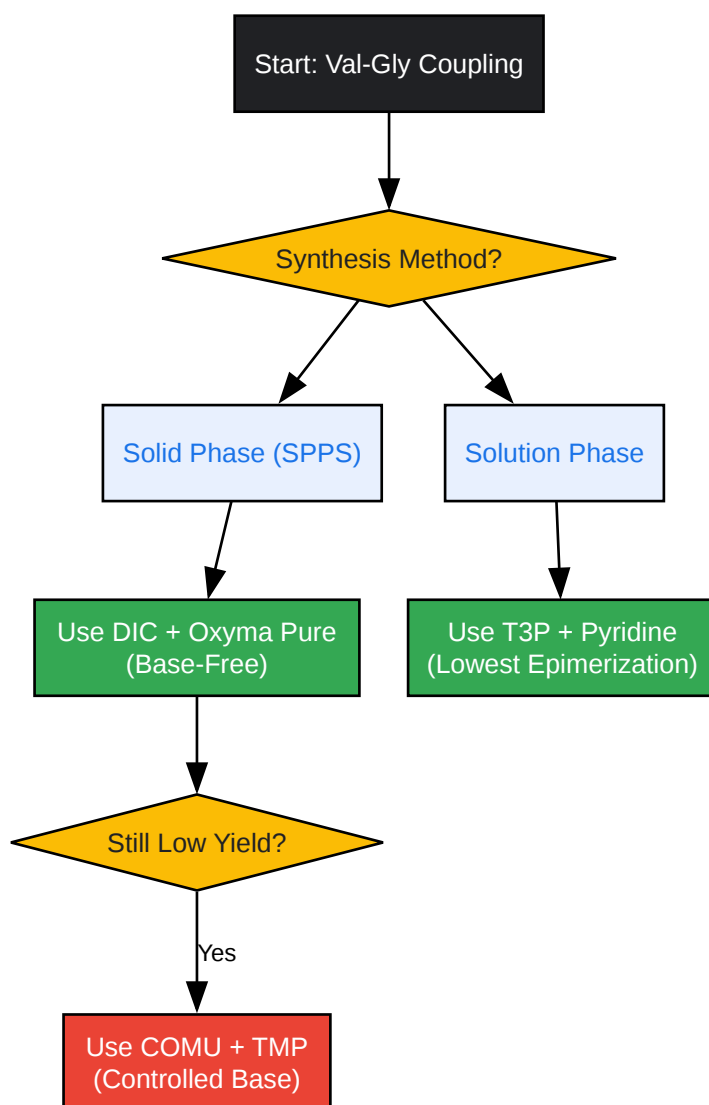 Start: Val-Gly Coupling
Synthesis Method?
Solid Phase (SPPS)
Solution Phase
Use DIC + Oxyma Pure
(Base-Free)
Use T3P + Pyridine
(Lowest Epimerization)
Still Low Yield?
Yes
Use COMU + TMP
(Controlled Base)